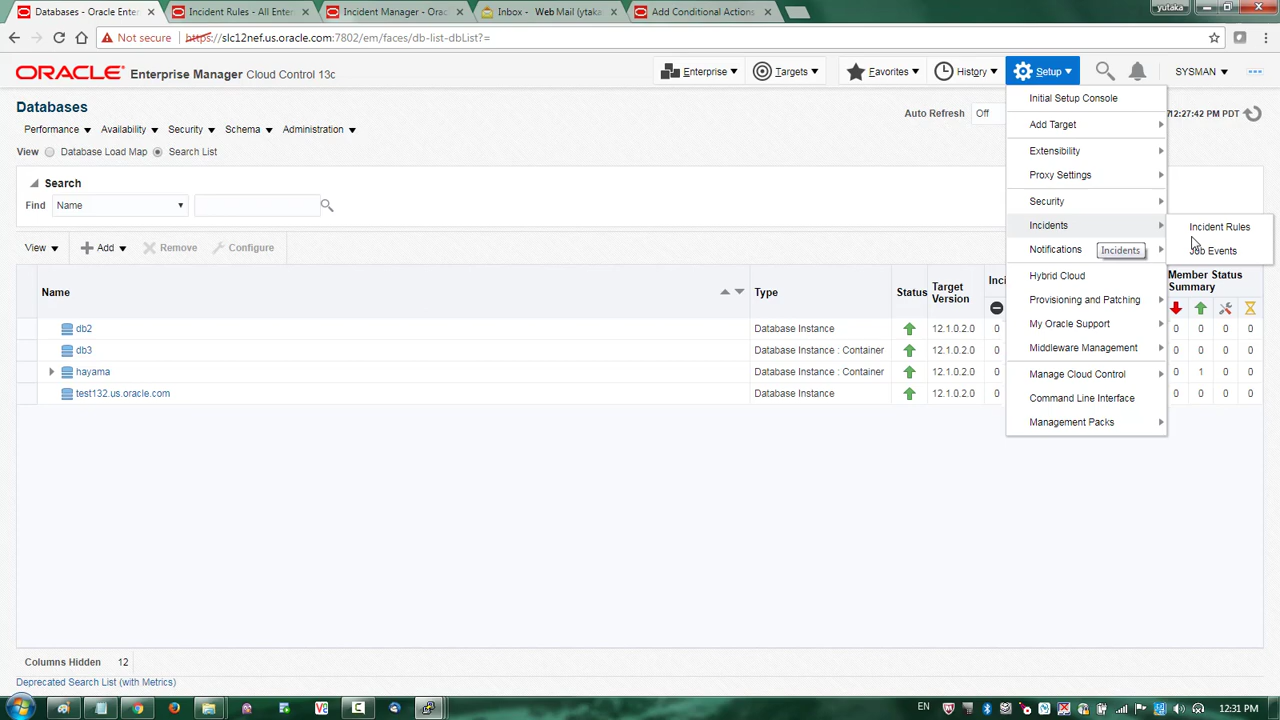 Databases - Oracle Enter
Incident Rules - All Enter
Incident Manager - Orac
Inbox - Web Mail (ytaka
Add Conditional Actions
yutaka
Not secure
https://slc12nef.us.oracle.com:7802/em/faces/db-list-dbList?=
ORACLE Enterprise Manager Cloud Control 13c
Enterprise
Targets
Favorites
History
Setup
SYSMAN
Databases
Auto Refresh Off
12:27:42 PM PDT
Performance Availability Security Schema Administration
View Database Load Map Search List
Search
Find Name
View Add Remove Configure
Name Type Status Target Version Inci Member Status Summary
db2 Database Instance 12.1.0.2.0 0 0 0 0 0
db3 Database Instance : Container 12.1.0.2.0 0 0 0 0 0
hayama Database Instance : Container 12.1.0.2.0 0 0 1 0 0
test132.us.oracle.com Database Instance 12.1.0.2.0 0 0 0 0 0
Initial Setup Console
Add Target
Extensibility
Proxy Settings
Security
Incidents
Notifications
Incidents
Hybrid Cloud
Provisioning and Patching
My Oracle Support
Middleware Management
Manage Cloud Control
Command Line Interface
Management Packs
Incident Rules
Job Events
Columns Hidden 12
Deprecated Search List (with Metrics)
EN
12:31 PM